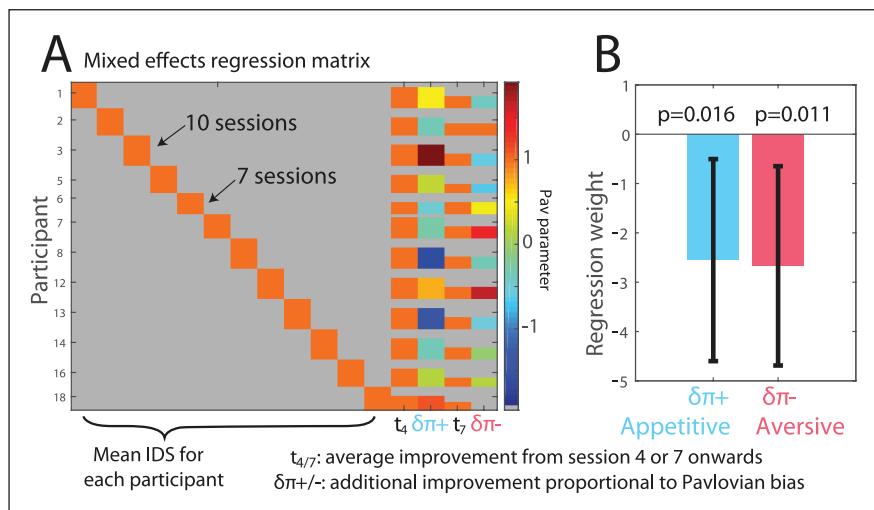 A Mixed effects regression matrix
Participant
1
2
3
5
6
7
8
12
13
14
16
18
10 sessions
7 sessions
t4 δπ+ t7 δπ-
1
0
-1
Pav parameter
Mean IDS for
each participant
B
p=0.016 p=0.011
Regression weight
1
0
-1
-2
-3
-4
-5
δπ+ δπ-
Appetitive Aversive
t4/7: average improvement from session 4 or 7 onwards
δπ+/-: additional improvement proportional to Pavlovian bias